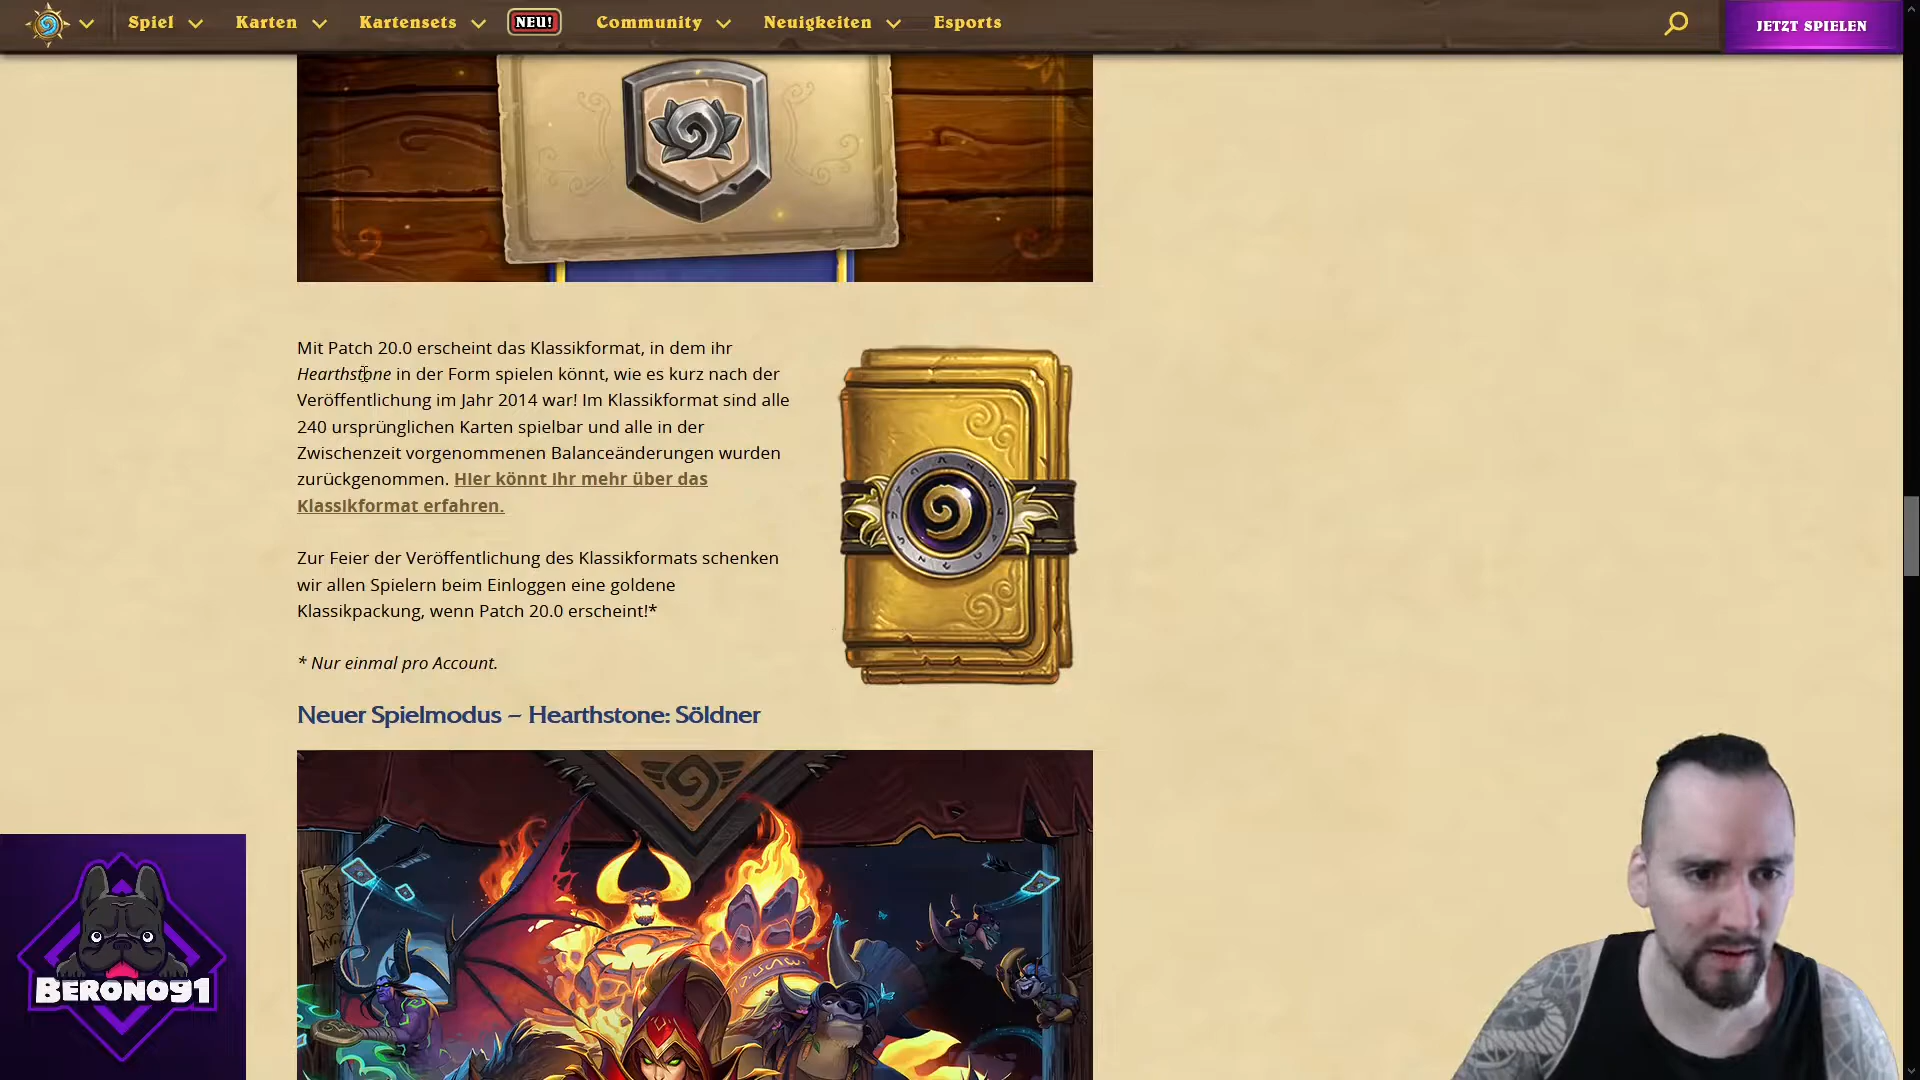 Spiel
Karten
Kartensets
NEU!
Community
Neuigkeiten
Esports
JETZT SPIELEN
Mit Patch 20.0 erscheint das Klassikformat, in dem ihr
Hearthstone in der Form spielen könnt, wie es kurz nach der
Veröffentlichung im Jahr 2014 war! Im Klassikformat sind alle
240 ursprünglichen Karten spielbar und alle in der
Zwischenzeit vorgenommenen Balanceänderungen wurden
zurückgenommen. Hier könnt ihr mehr über das
Klassikformat erfahren.
Zur Feier der Veröffentlichung des Klassikformats schenken
wir allen Spielern beim Einloggen eine goldene
Klassikpackung, wenn Patch 20.0 erscheint!*
* Nur einmal pro Account.
Neuer Spielmodus – Hearthstone: Söldner
BERONO91